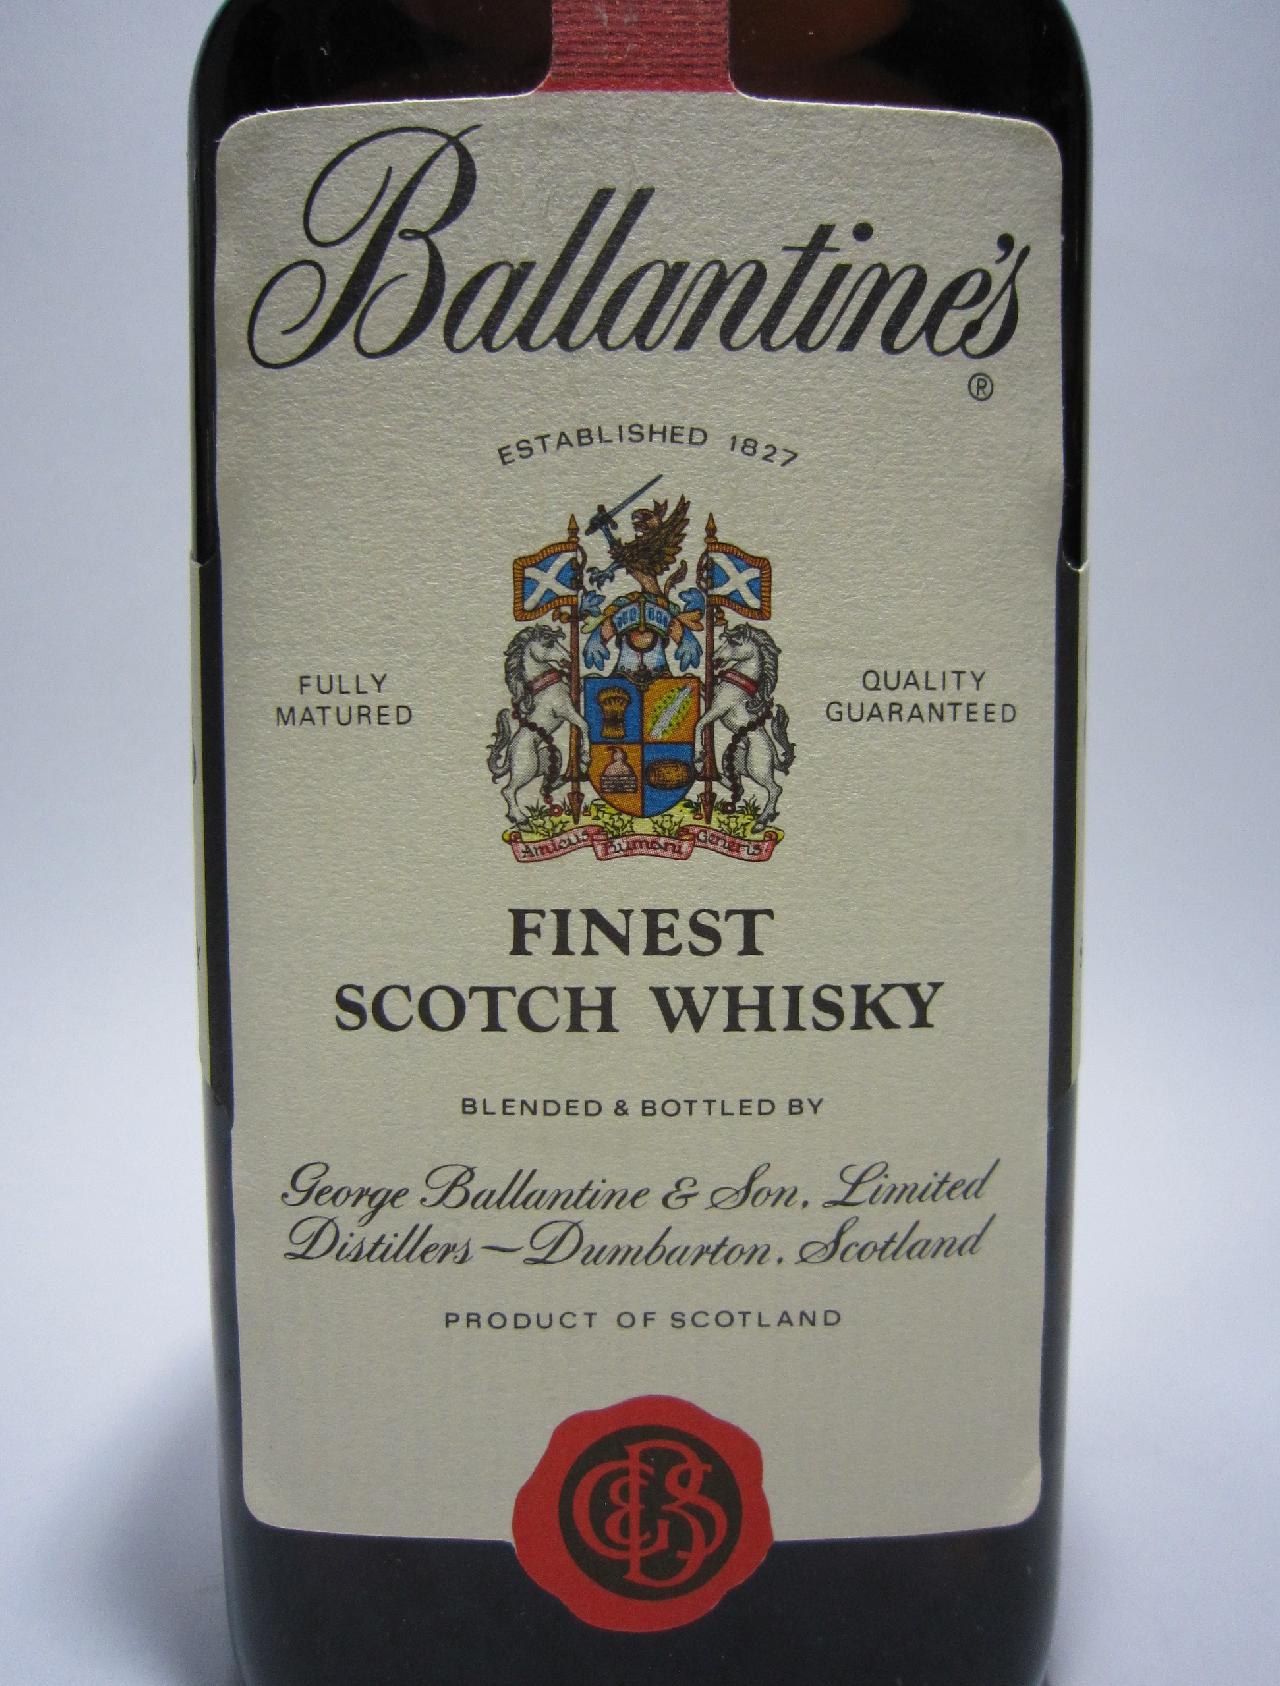 Ballantine's
®
ESTABLISHED 1827
FULLY
MATURED
QUALITY
GUARANTEED
Amicus Humani Generis
FINEST
SCOTCH WHISKY
BLENDED & BOTTLED BY
George Ballantine & Son, Limited
Distillers — Dumbarton, Scotland
PRODUCT OF SCOTLAND
GB&S